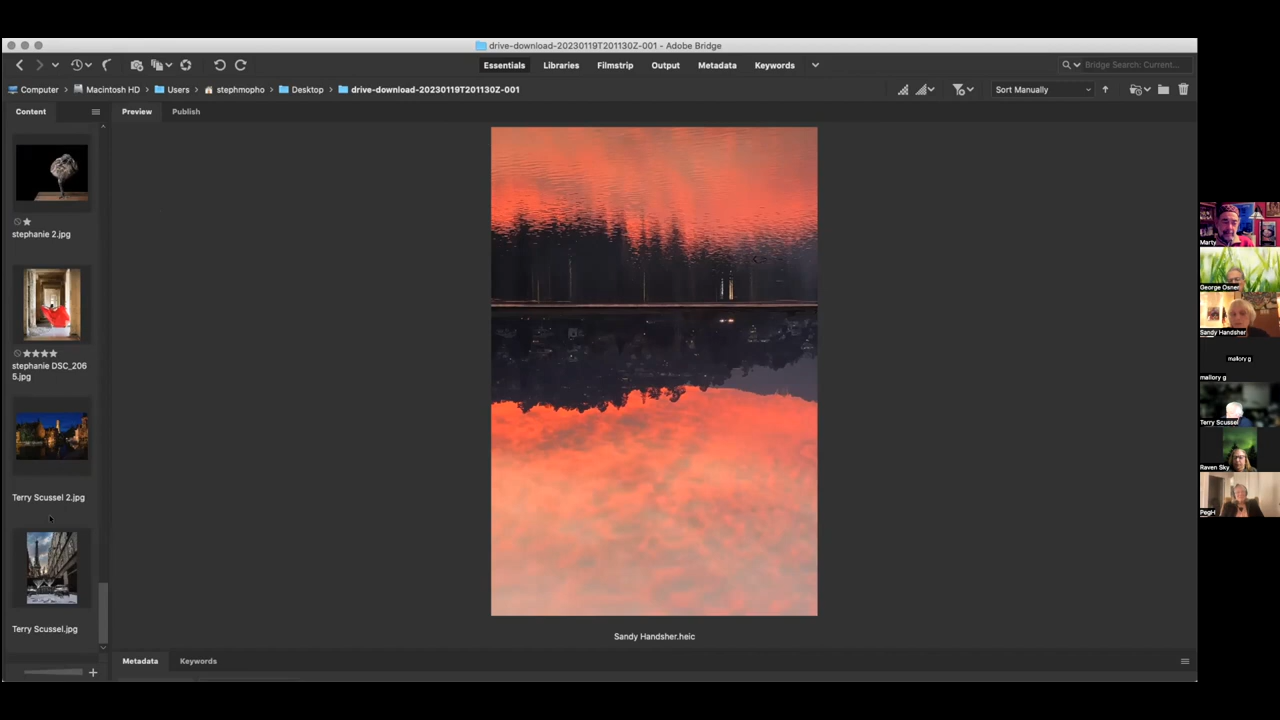 drive-download-20230119T201130Z-001 - Adobe Bridge
Essentials Libraries Filmstrip Output Metadata Keywords Bridge Search: Current...
Computer Macintosh HD Users stephmopho Desktop drive-download-20230119T201130Z-001 Sort Manually
Content Preview Publish
stephanie 2.jpg
stephanie DSC_206
5.jpg
Terry Scussel 2.jpg
Terry Scussel.jpg
Sandy Handsher.heic
Metadata Keywords
Marty
George Osner
Sandy Handsher
mallory g
mallory g
Terry Scussel
Raven Sky
PegH